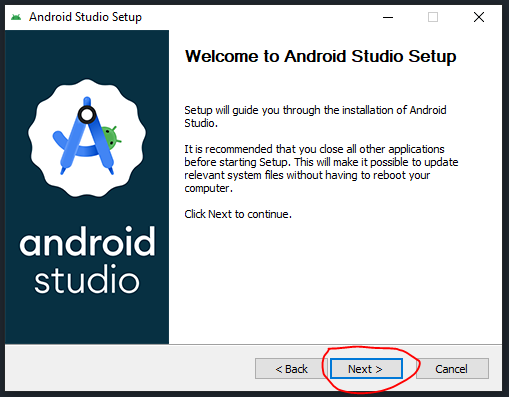 Android Studio Setup
Welcome to Android Studio Setup
Setup will guide you through the installation of Android
Studio.
It is recommended that you close all other applications
before starting Setup. This will make it possible to update
relevant system files without having to reboot your
computer.
Click Next to continue.
android
studio
< Back
Next >
Cancel